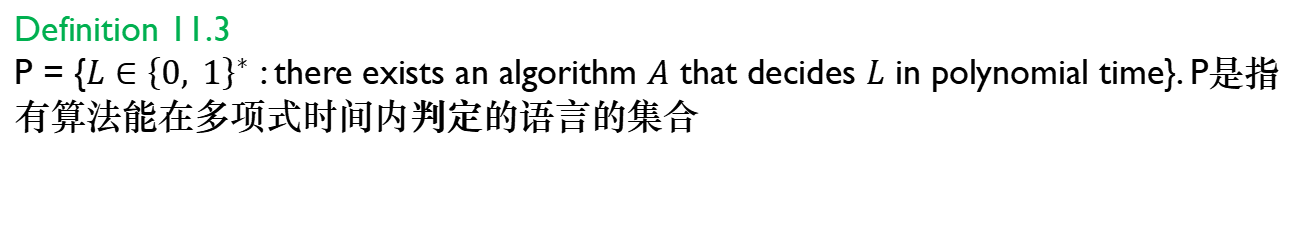 Definition 11.3
P = {L ∈ {0, 1}* : there exists an algorithm A that decides L in polynomial time}. P是指
有算法能在多项式时间内判定的语言的集合